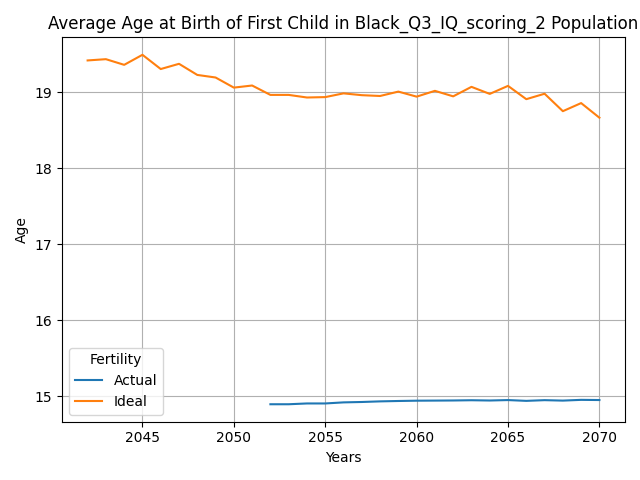 Average Age at Birth of First Child in Black_Q3_IQ_scoring_2 Population
Age
19
18
17
16
15
Fertility
Actual
Ideal
2045 2050 2055 2060 2065 2070
Years